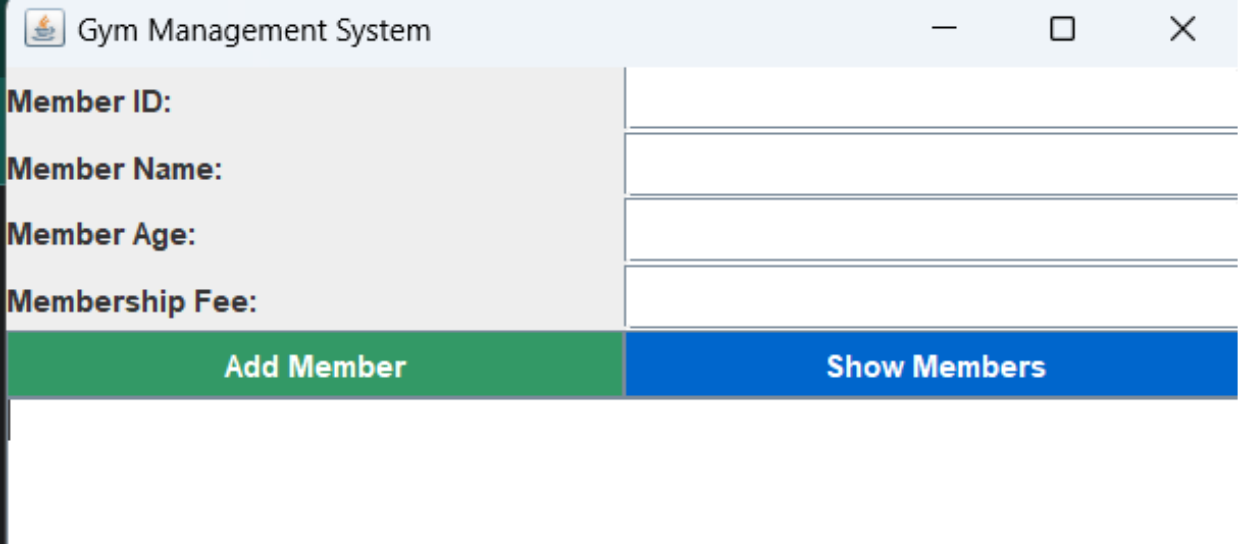 Gym Management System
Member ID:
Member Name:
Member Age:
Membership Fee:
Add Member Show Members